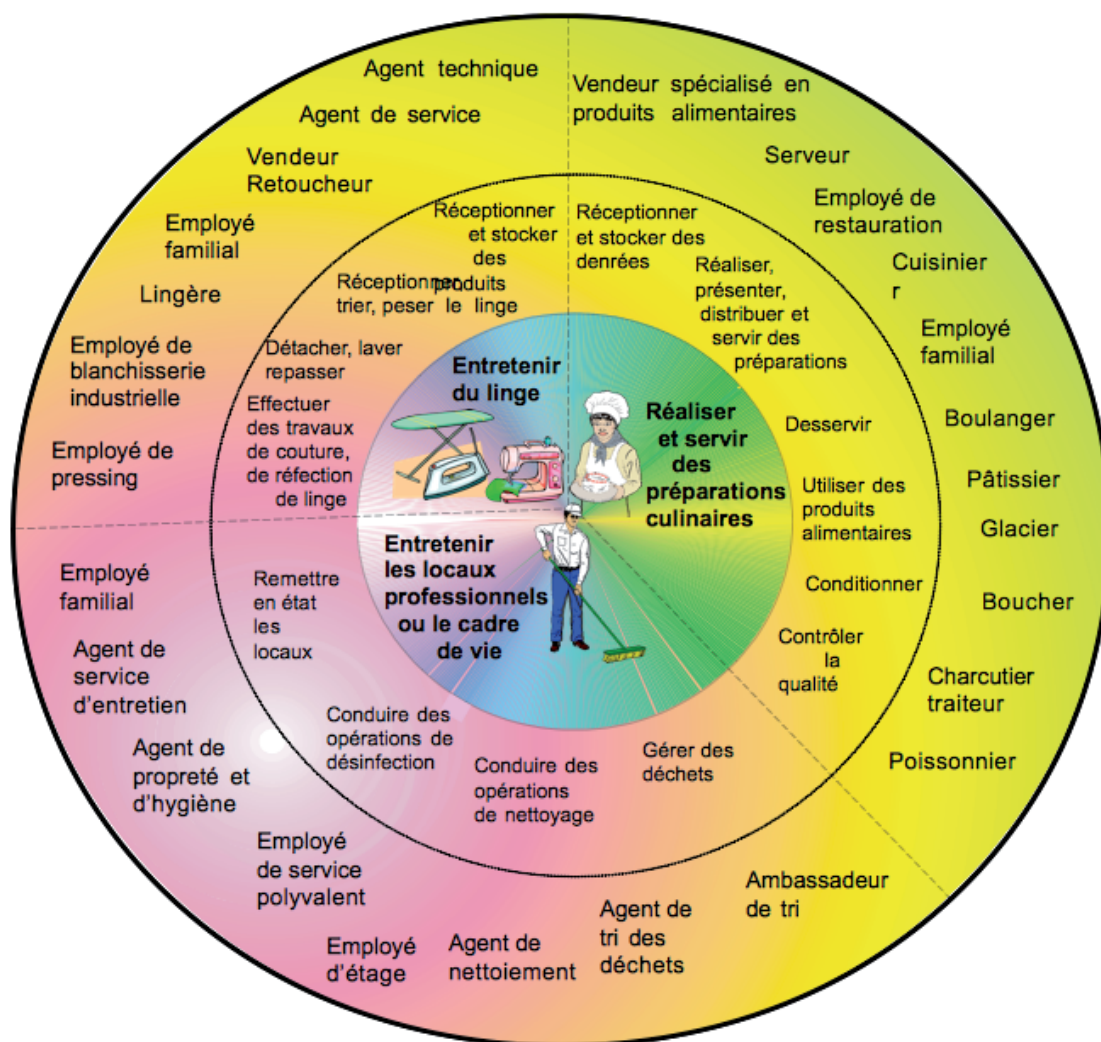 Agent technique
Agent de service
Vendeur
Retoucheur
Employé
familial
Lingère
Employé de
blanchisserie
industrielle
Employé de
pressing
Vendeur spécialisé en
produits alimentaires
Serveur
Employé de
restauration
Cuisinier
r
Employé
familial
Boulanger
Pâtissier
Glacier
Boucher
Charcutier
traiteur
Poissonnier
Réceptionner
et stocker
des
produits
Réceptionner,
trier, peser le linge
Détacher, laver
repasser
Effectuer
des travaux
de couture,
de réfection
de linge
Réceptionner
et stocker des
denrées
Réaliser,
présenter,
distribuer et
servir des
préparations
Desservir
Utiliser des
produits
alimentaires
Conditionner
Contrôler
la
qualité
Entretenir
du linge
Réaliser
et servir
des
préparations
culinaires
Entretenir
les locaux
professionnels
ou le cadre
de vie
Remettre
en état
les
locaux
Conduire des
opérations de
désinfection
Conduire des
opérations
de nettoyage
Gérer des
déchets
Employé
familial
Agent de
service
d'entretien
Agent de
propreté et
d'hygiène
Employé
de service
polyvalent
Employé
d'étage
Agent de
nettoiement
Agent de
tri des
déchets
Ambassadeur
de tri